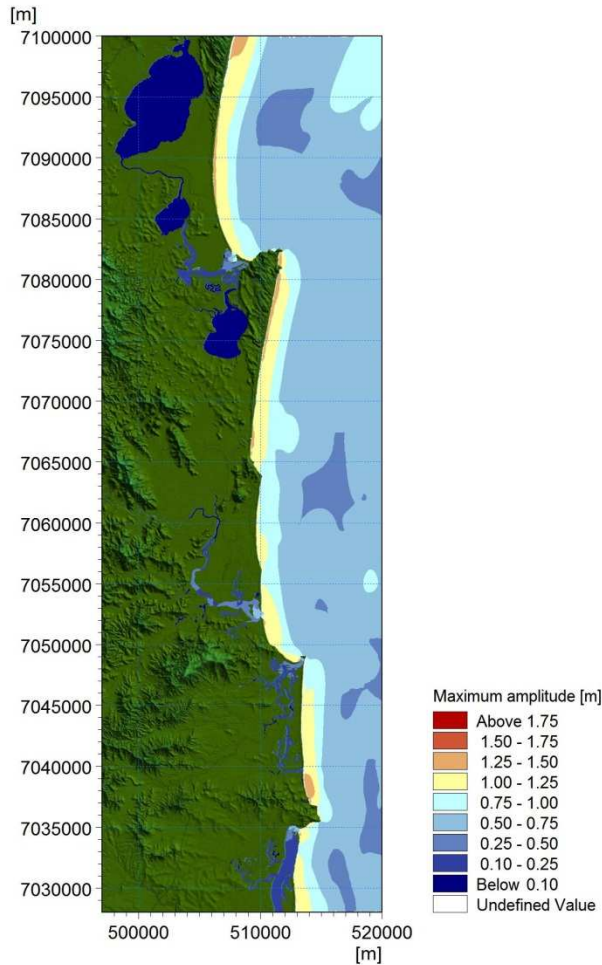 [m]
7100000
7095000
7090000
7085000
7080000
7075000
7070000
7065000
7060000
7055000
7050000
7045000
7040000
7035000
7030000
500000 510000 520000
[m]
Maximum amplitude [m]
Above 1.75
1.50 - 1.75
1.25 - 1.50
1.00 - 1.25
0.75 - 1.00
0.50 - 0.75
0.25 - 0.50
0.10 - 0.25
Below 0.10
Undefined Value